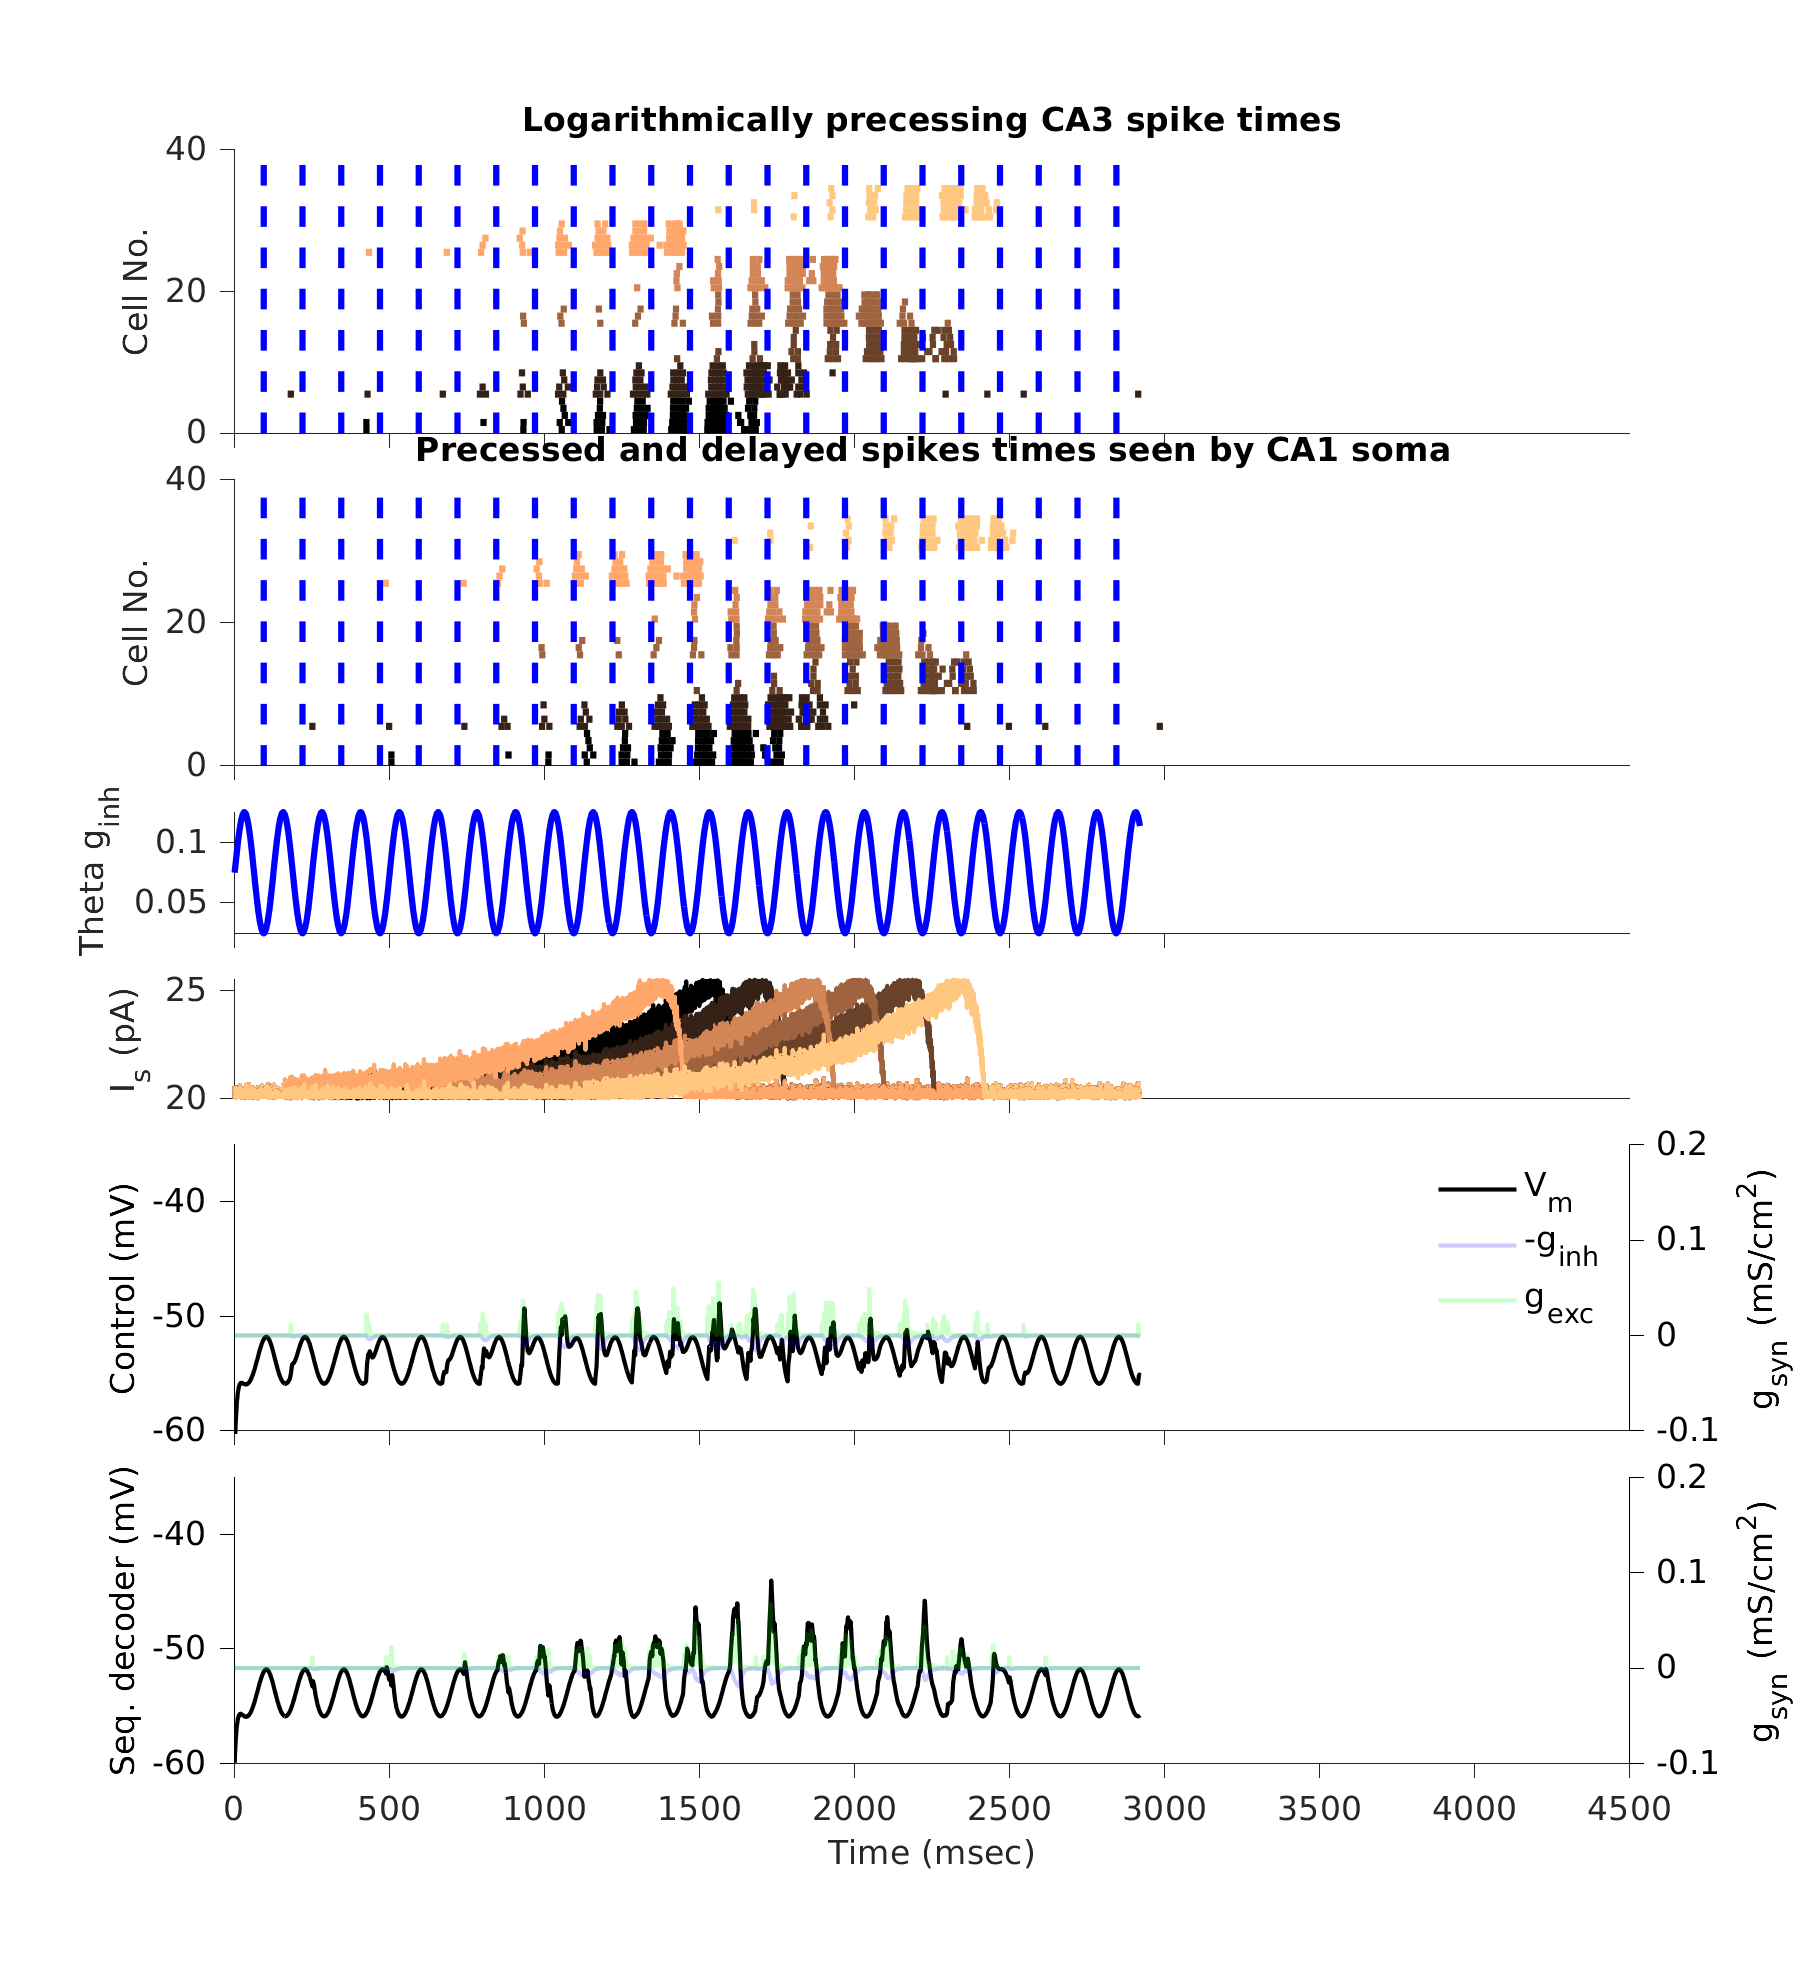 Logarithmically precessing CA3 spike times
40
20
0
Cell No.
Precessed and delayed spikes times seen by CA1 soma
40
20
0
Cell No.
0.1
0.05
Theta g_inh
25
20
I_s (pA)
-40
-50
-60
Control (mV)
V_m
-g_inh
g_exc
0.2
0.1
0
-0.1
g_syn (mS/cm^2)
-40
-50
-60
Seq. decoder (mV)
0.2
0.1
0
-0.1
g_syn (mS/cm^2)
0 500 1000 1500 2000 2500 3000 3500 4000 4500
Time (msec)